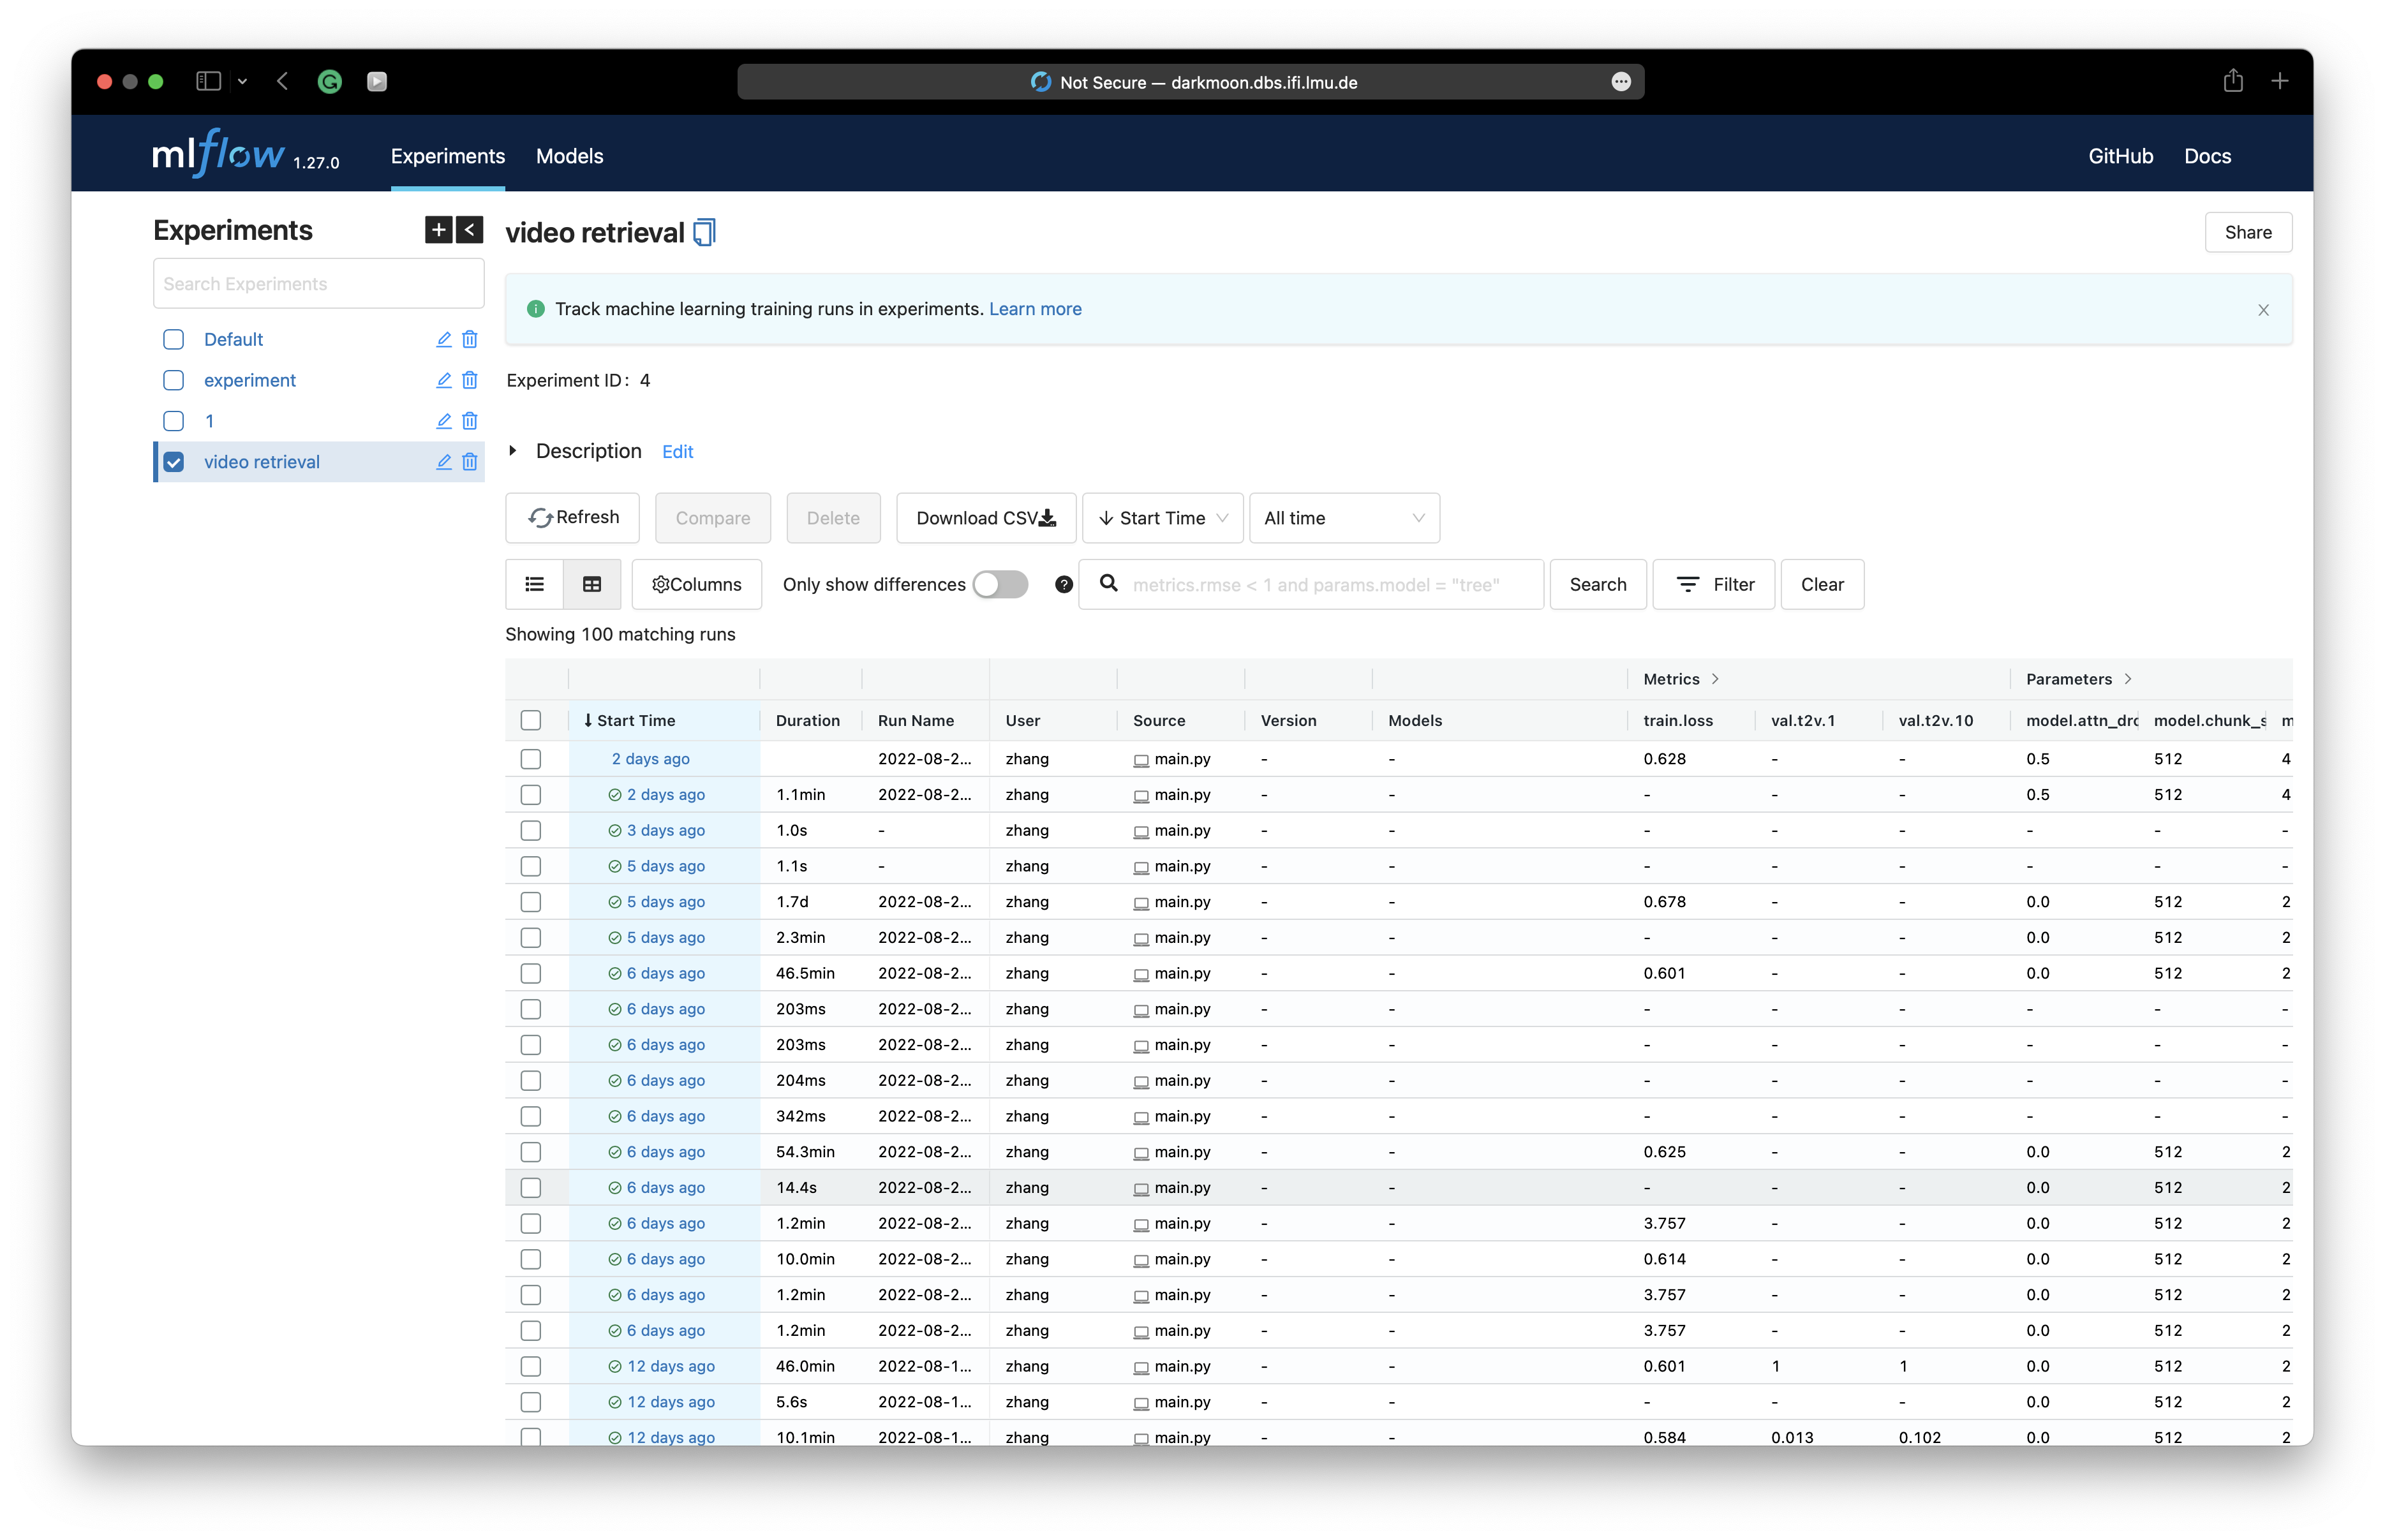 Not Secure — darkmoon.dbs.ifi.lmu.de
mlflow 1.27.0 Experiments Models GitHub Docs
Experiments
video retrieval
Share
Search Experiments
Track machine learning training runs in experiments. Learn more
Default
experiment
1
video retrieval
Experiment ID: 4
Description Edit
Refresh Compare Delete Download CSV Start Time All time
Columns Only show differences metrics.rmse < 1 and params.model = "tree" Search Filter Clear
Showing 100 matching runs
Metrics Parameters
Start Time Duration Run Name User Source Version Models train.loss val.t2v.1 val.t2v.10 model.attn_drc model.chunk_s m
2 days ago 2022-08-2... zhang main.py - - 0.628 - - 0.5 512 4
2 days ago 1.1min 2022-08-2... zhang main.py - - - - - 0.5 512 4
3 days ago 1.0s - zhang main.py - - - - - - - -
5 days ago 1.1s - zhang main.py - - - - - - - -
5 days ago 1.7d 2022-08-2... zhang main.py - - 0.678 - - 0.0 512 2
5 days ago 2.3min 2022-08-2... zhang main.py - - - - - 0.0 512 2
6 days ago 46.5min 2022-08-2... zhang main.py - - 0.601 - - 0.0 512 2
6 days ago 203ms 2022-08-2... zhang main.py - - - - - - - -
6 days ago 203ms 2022-08-2... zhang main.py - - - - - - - -
6 days ago 204ms 2022-08-2... zhang main.py - - - - - - - -
6 days ago 342ms 2022-08-2... zhang main.py - - - - - - - -
6 days ago 54.3min 2022-08-2... zhang main.py - - 0.625 - - 0.0 512 2
6 days ago 14.4s 2022-08-2... zhang main.py - - - - - 0.0 512 2
6 days ago 1.2min 2022-08-2... zhang main.py - - 3.757 - - 0.0 512 2
6 days ago 10.0min 2022-08-2... zhang main.py - - 0.614 - - 0.0 512 2
6 days ago 1.2min 2022-08-2... zhang main.py - - 3.757 - - 0.0 512 2
6 days ago 1.2min 2022-08-2... zhang main.py - - 3.757 - - 0.0 512 2
12 days ago 46.0min 2022-08-1... zhang main.py - - 0.601 1 1 0.0 512 2
12 days ago 5.6s 2022-08-1... zhang main.py - - - - - 0.0 512 2
12 days ago 10.1min 2022-08-1... zhang main.py - - 0.584 0.013 0.102 0.0 512 2